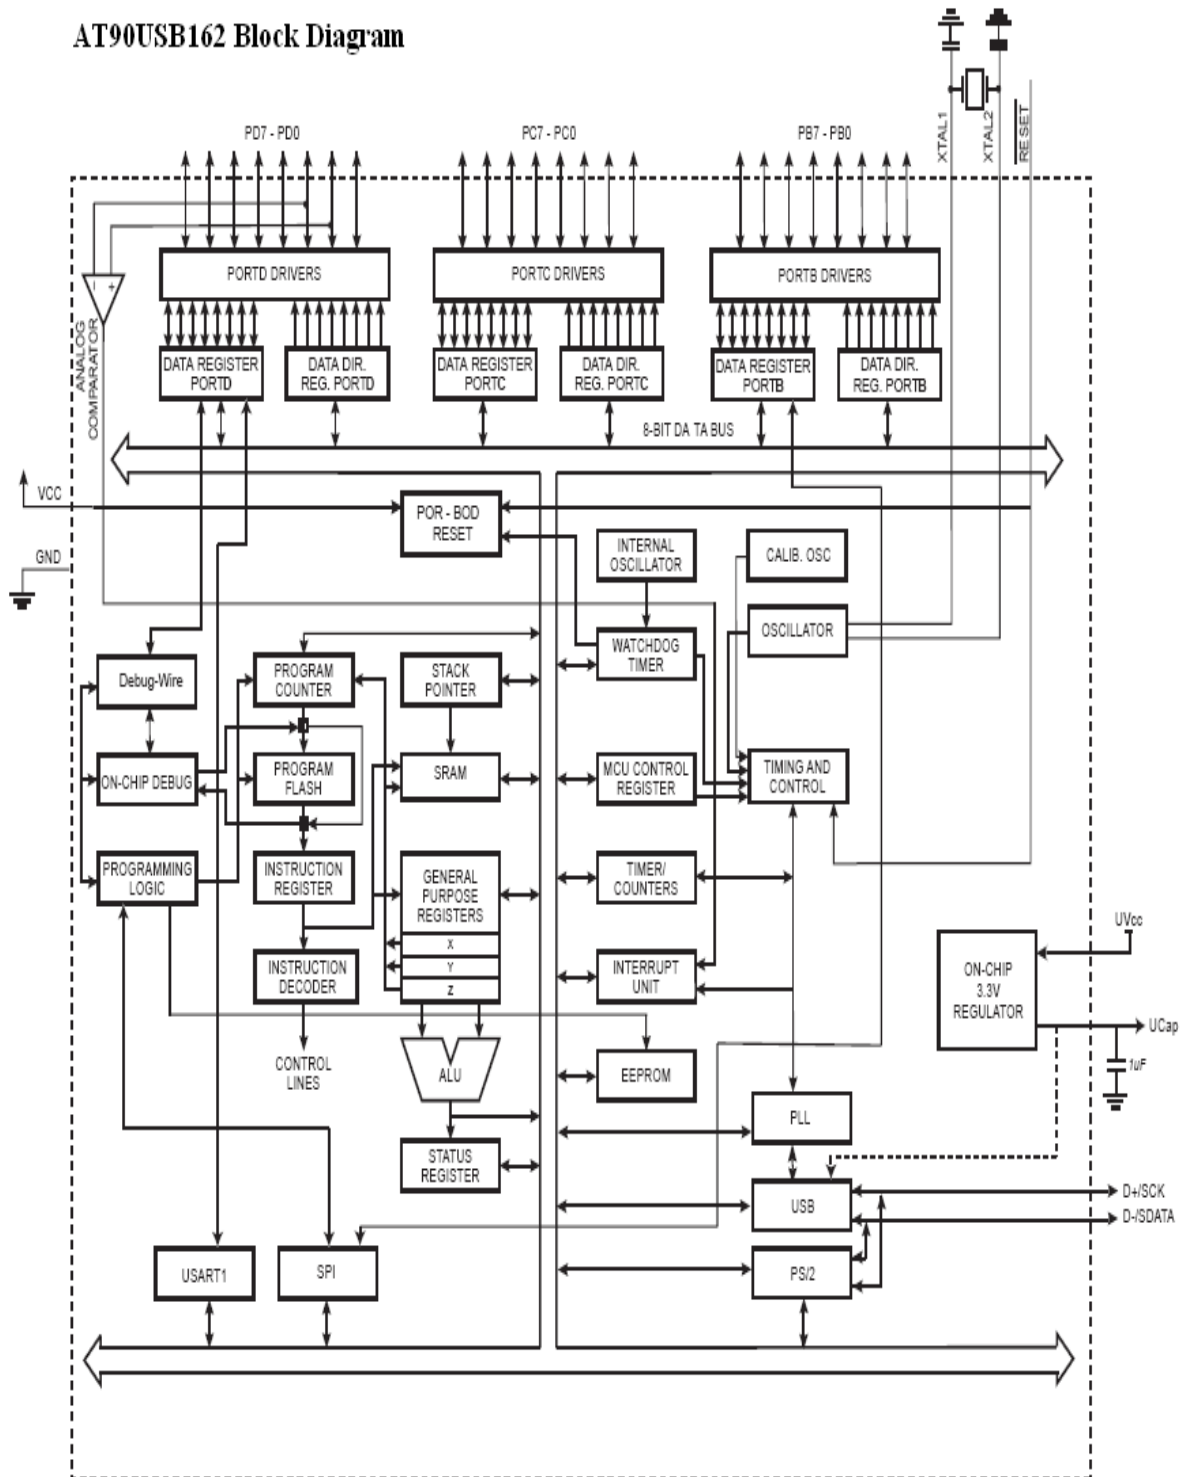 AT90USB162 Block Diagram
XTAL1
XTAL2
RESET
PD7 - PD0
PC7 - PC0
PB7 - PB0
PORTD DRIVERS
PORTC DRIVERS
PORTB DRIVERS
- +
ANALOG
COMPARATOR
DATA REGISTER
PORTD
DATA DIR.
REG. PORTD
DATA REGISTER
PORTC
DATA DIR.
REG. PORTC
DATA REGISTER
PORTB
DATA DIR.
REG. PORTB
8-BIT DA TA BUS
VCC
GND
POR - BOD
RESET
INTERNAL
OSCILLATOR
CALIB. OSC
OSCILLATOR
WATCHDOG
TIMER
Debug-Wire
PROGRAM
COUNTER
STACK
POINTER
ON-CHIP DEBUG
PROGRAM
FLASH
SRAM
MCU CONTROL
REGISTER
TIMING AND
CONTROL
PROGRAMMING
LOGIC
INSTRUCTION
REGISTER
GENERAL
PURPOSE
REGISTERS
X
Y
Z
TIMER/
COUNTERS
INSTRUCTION
DECODER
INTERRUPT
UNIT
ON-CHIP
3.3V
REGULATOR
UVcc
UCap
1uF
CONTROL
LINES
ALU
EEPROM
PLL
STATUS
REGISTER
USB
D+/SCK
D-/SDATA
USART1
SPI
PS/2